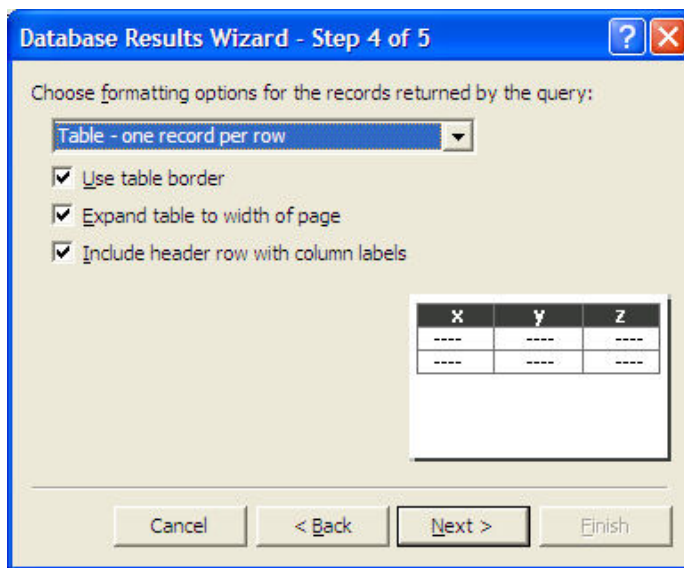 Database Results Wizard - Step 4 of 5
Choose formatting options for the records returned by the query:
Table - one record per row
Use table border
Expand table to width of page
Include header row with column labels
x y z
---- ---- ----
---- ---- ----
Cancel < Back Next > Finish